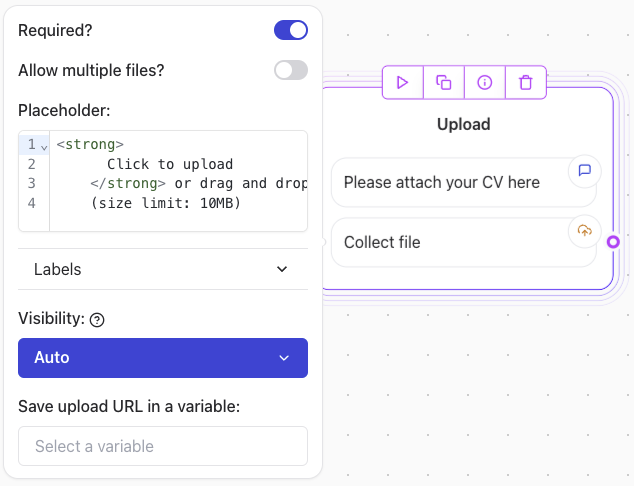 Required?
Allow multiple files?
Placeholder:
1 <strong>
2 Click to upload
3 </strong> or drag and drop
4 (size limit: 10MB)
Labels
Visibility:
Auto
Save upload URL in a variable:
Select a variable
Upload
Please attach your CV here
Collect file